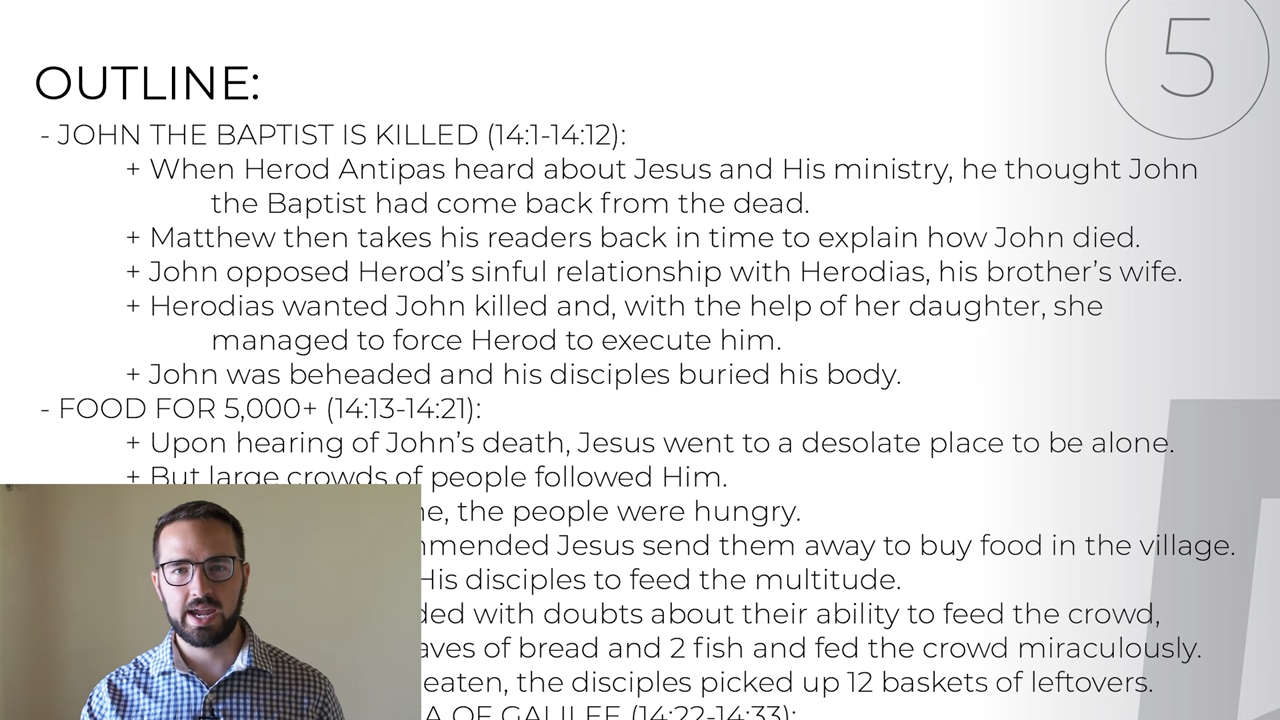 5
OUTLINE:
- JOHN THE BAPTIST IS KILLED (14:1-14:12):
+ When Herod Antipas heard about Jesus and His ministry, he thought John
the Baptist had come back from the dead.
+ Matthew then takes his readers back in time to explain how John died.
+ John opposed Herod’s sinful relationship with Herodias, his brother’s wife.
+ Herodias wanted John killed and, with the help of her daughter, she
managed to force Herod to execute him.
+ John was beheaded and his disciples buried his body.
- FOOD FOR 5,000+ (14:13-14:21):
+ Upon hearing of John’s death, Jesus went to a desolate place to be alone.
+ But large crowds of people followed Him.
the people were hungry.
Jesus send them away to buy food in the village.
His disciples to feed the multitude.
with doubts about their ability to feed the crowd,
of bread and 2 fish and fed the crowd miraculously.
eaten, the disciples picked up 12 baskets of leftovers.
OF GALILEE (14:22-14:33):